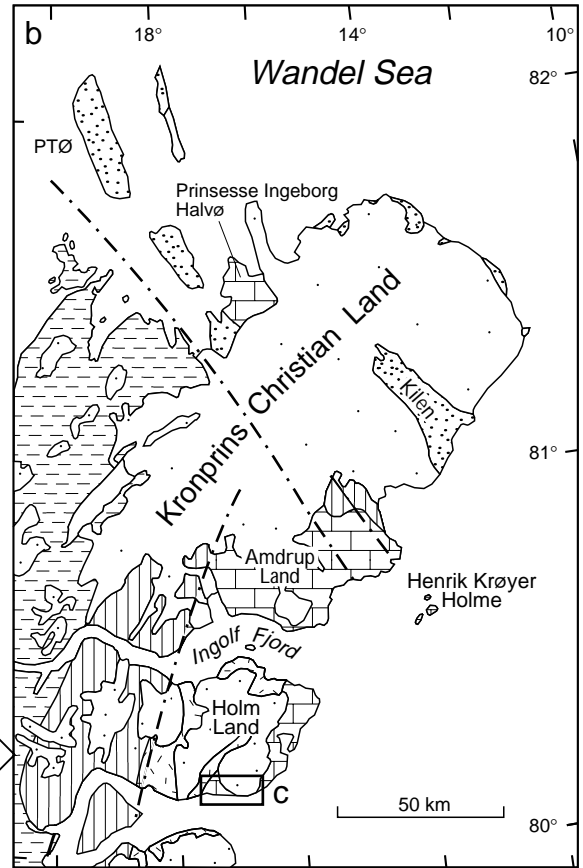 b
18°
14°
10°
Wandel Sea
82°
PTØ
Prinsesse Ingeborg
Halvø
Kronprins Christian Land
Kilen
81°
Amdrup
Land
Henrik Krøyer
Holme
Ingolf Fjord
Holm
Land
c
50 km
80°